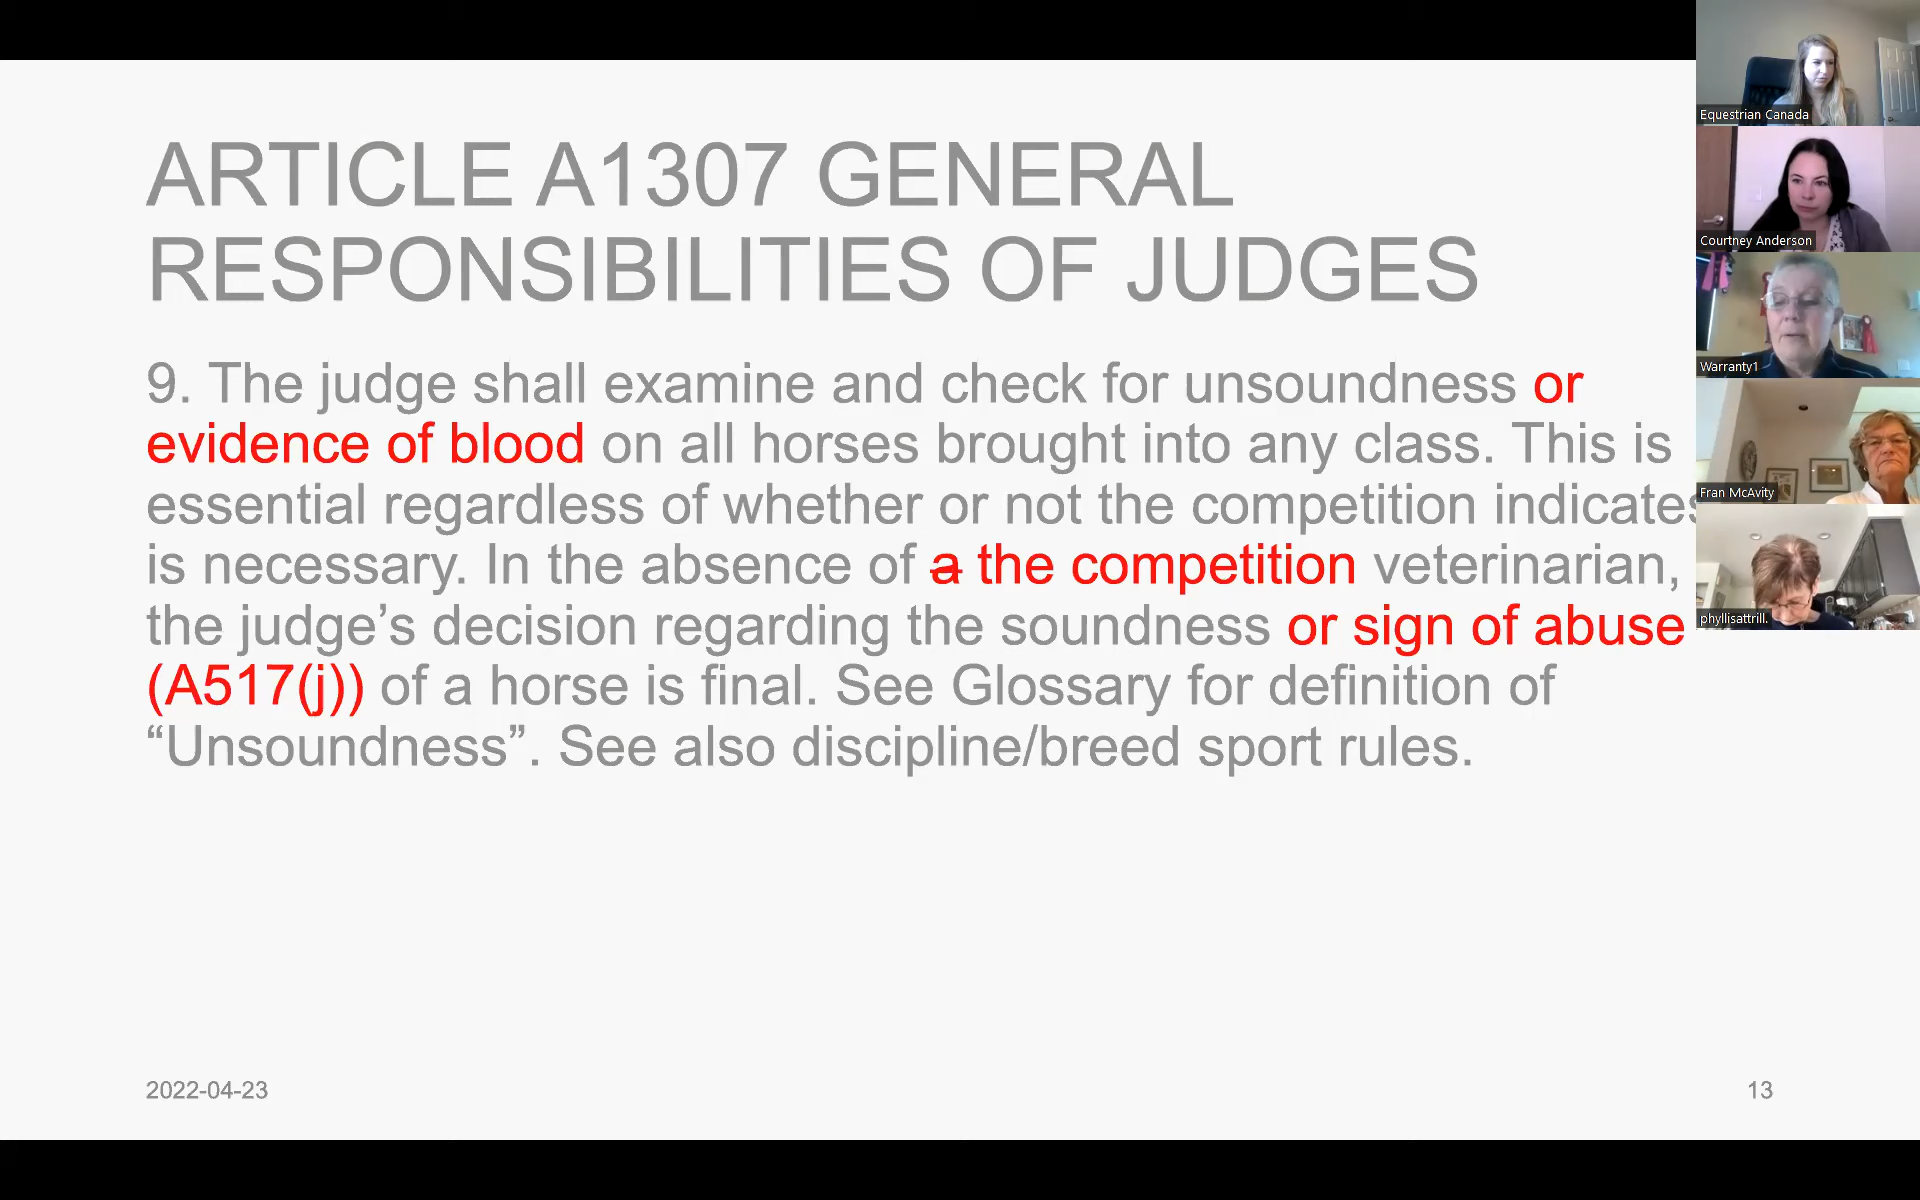 ARTICLE A1307 GENERAL
RESPONSIBILITIES OF JUDGES
9. The judge shall examine and check for unsoundness or
evidence of blood on all horses brought into any class. This is
essential regardless of whether or not the competition indicates
is necessary. In the absence of a the competition veterinarian,
the judge’s decision regarding the soundness or sign of abuse
(A517(j)) of a horse is final. See Glossary for definition of
“Unsoundness”. See also discipline/breed sport rules.
2022-04-23
13
Equestrian Canada
Courtney Anderson
Warranty1
Fran McAvity
phyllisattrill.